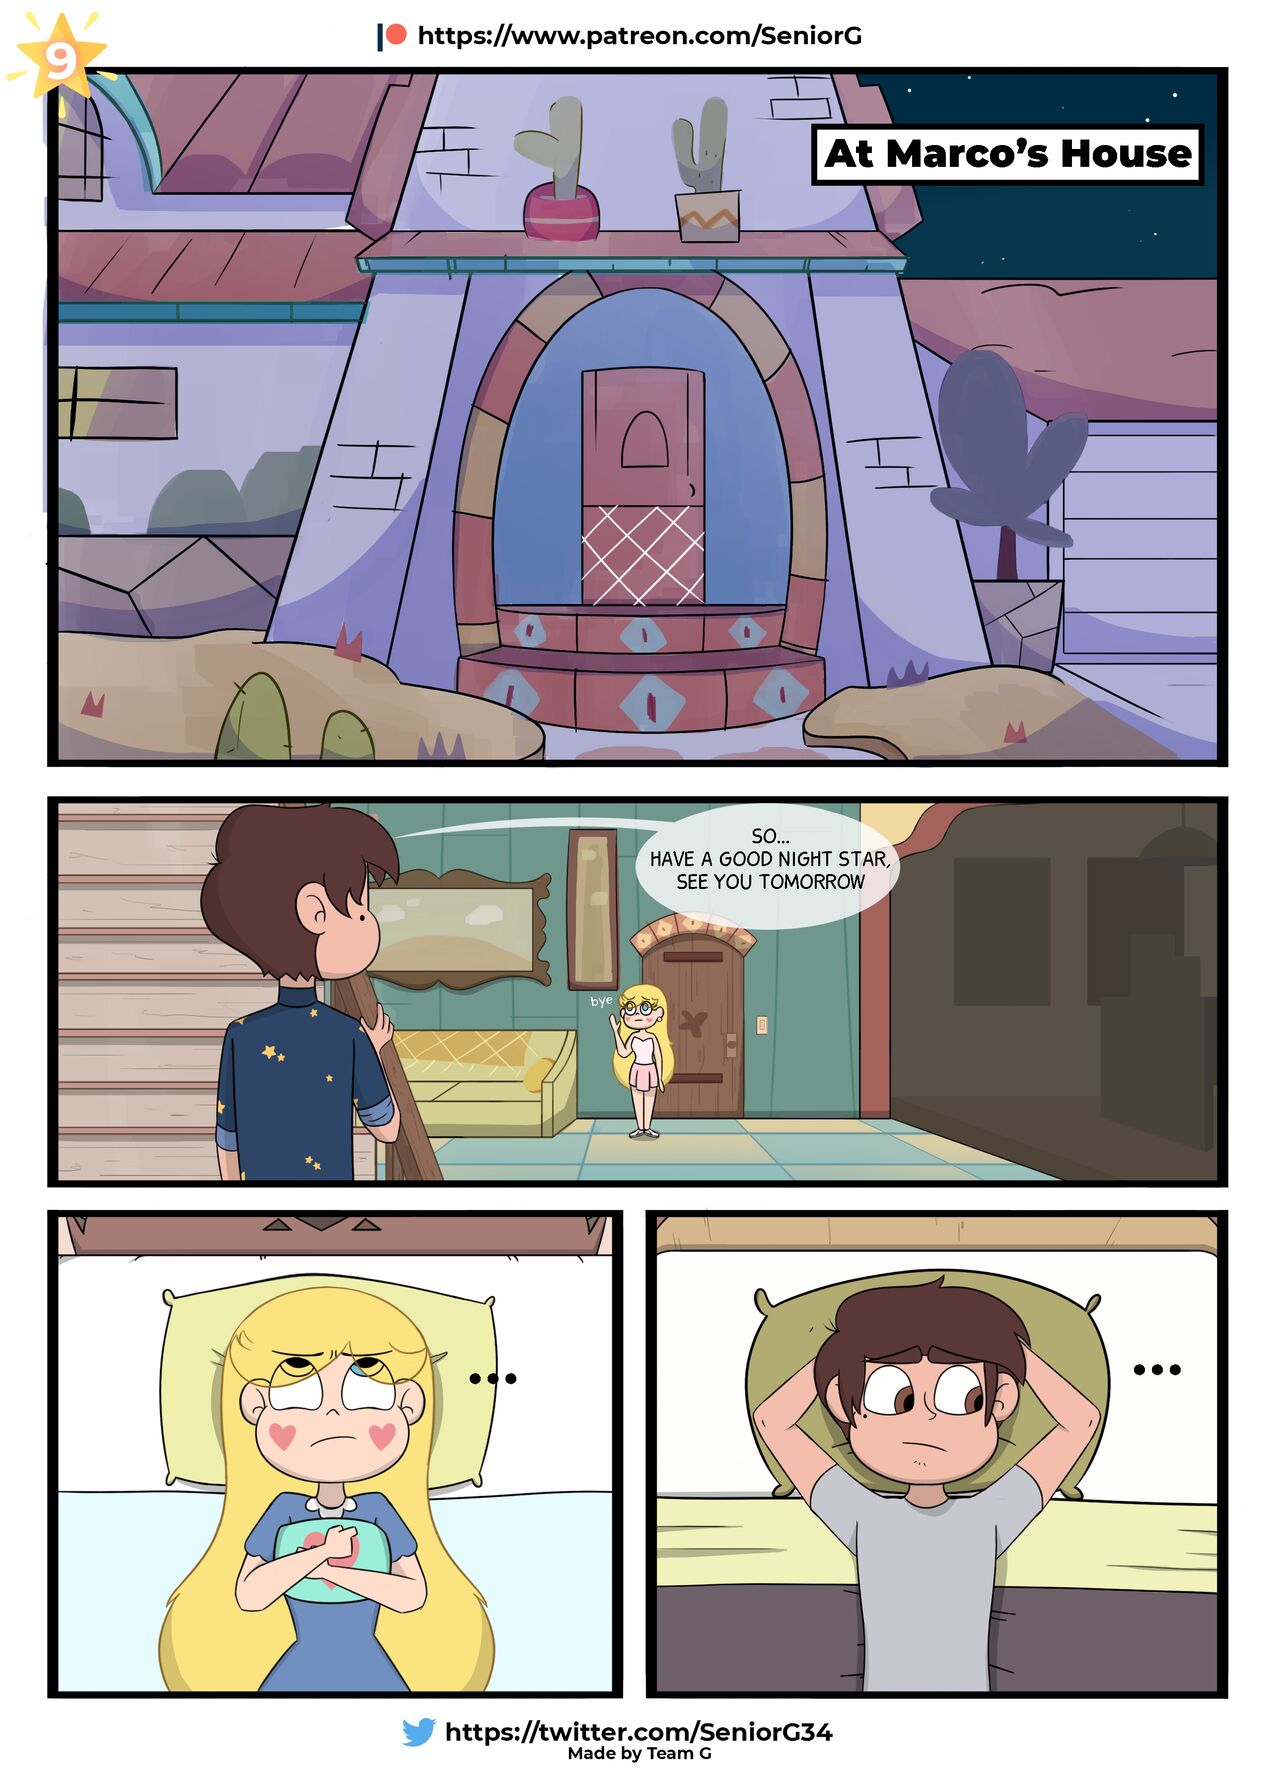 9
https://www.patreon.com/SeniorG
At Marco's House
SO...
HAVE A GOOD NIGHT STAR,
SEE YOU TOMORROW
bye
...
...
https://twitter.com/SeniorG34
Made by Team G